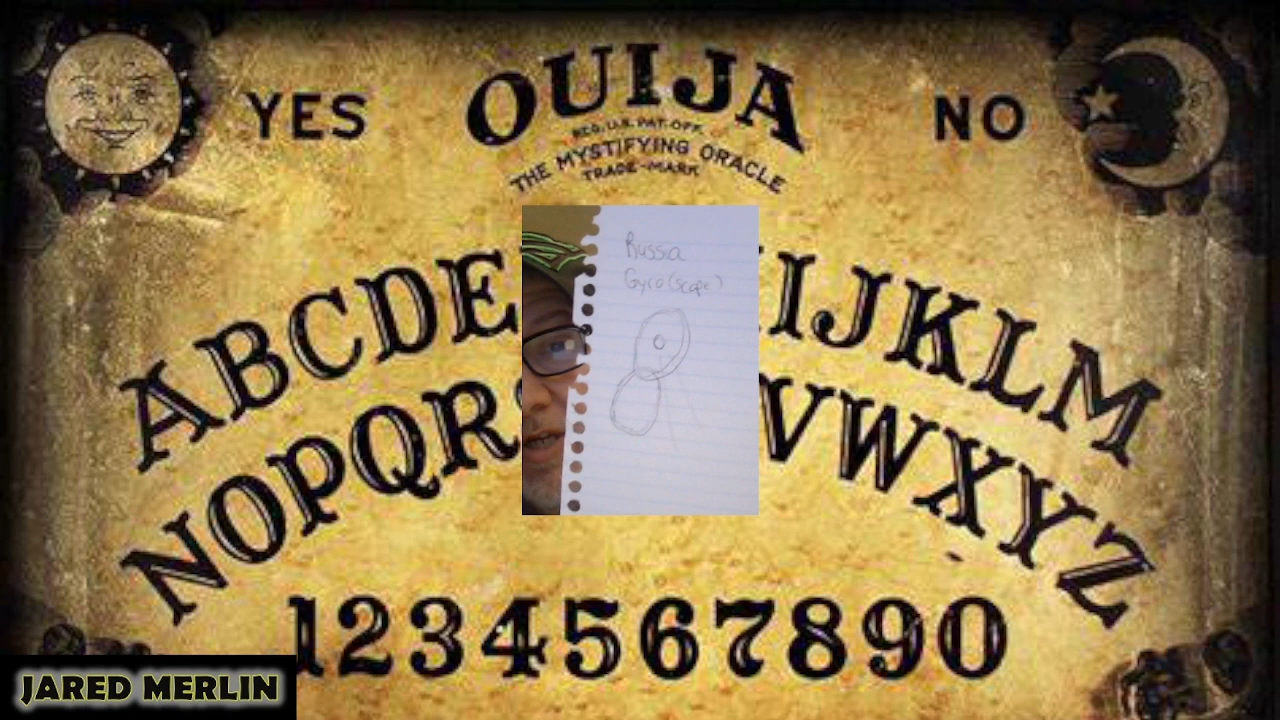 YES
OUIJA
NO
REG. U.S. PAT. OFF.
THE MYSTIFYING ORACLE
TRADE-MARK
Russia
Gyro(scope)
ABCDE IJKLM
NOPQR VWXYZ
1234567890
JARED MERLIN